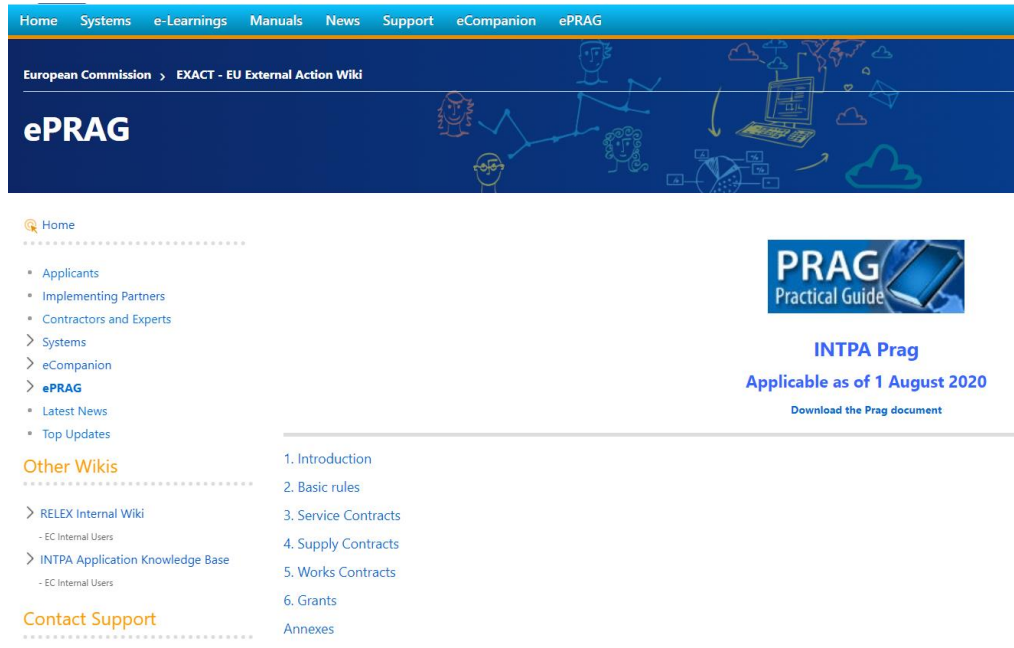 Home Systems e-Learnings Manuals News Support eCompanion ePRAG
European Commission > EXACT - EU External Action Wiki
ePRAG
Home
Applicants
Implementing Partners
Contractors and Experts
Systems
eCompanion
ePRAG
Latest News
Top Updates
Other Wikis
RELEX Internal Wiki
- EC Internal Users
INTPA Application Knowledge Base
- EC Internal Users
Contact Support
PRAG
Practical Guide
INTPA Prag
Applicable as of 1 August 2020
Download the Prag document
1. Introduction
2. Basic rules
3. Service Contracts
4. Supply Contracts
5. Works Contracts
6. Grants
Annexes